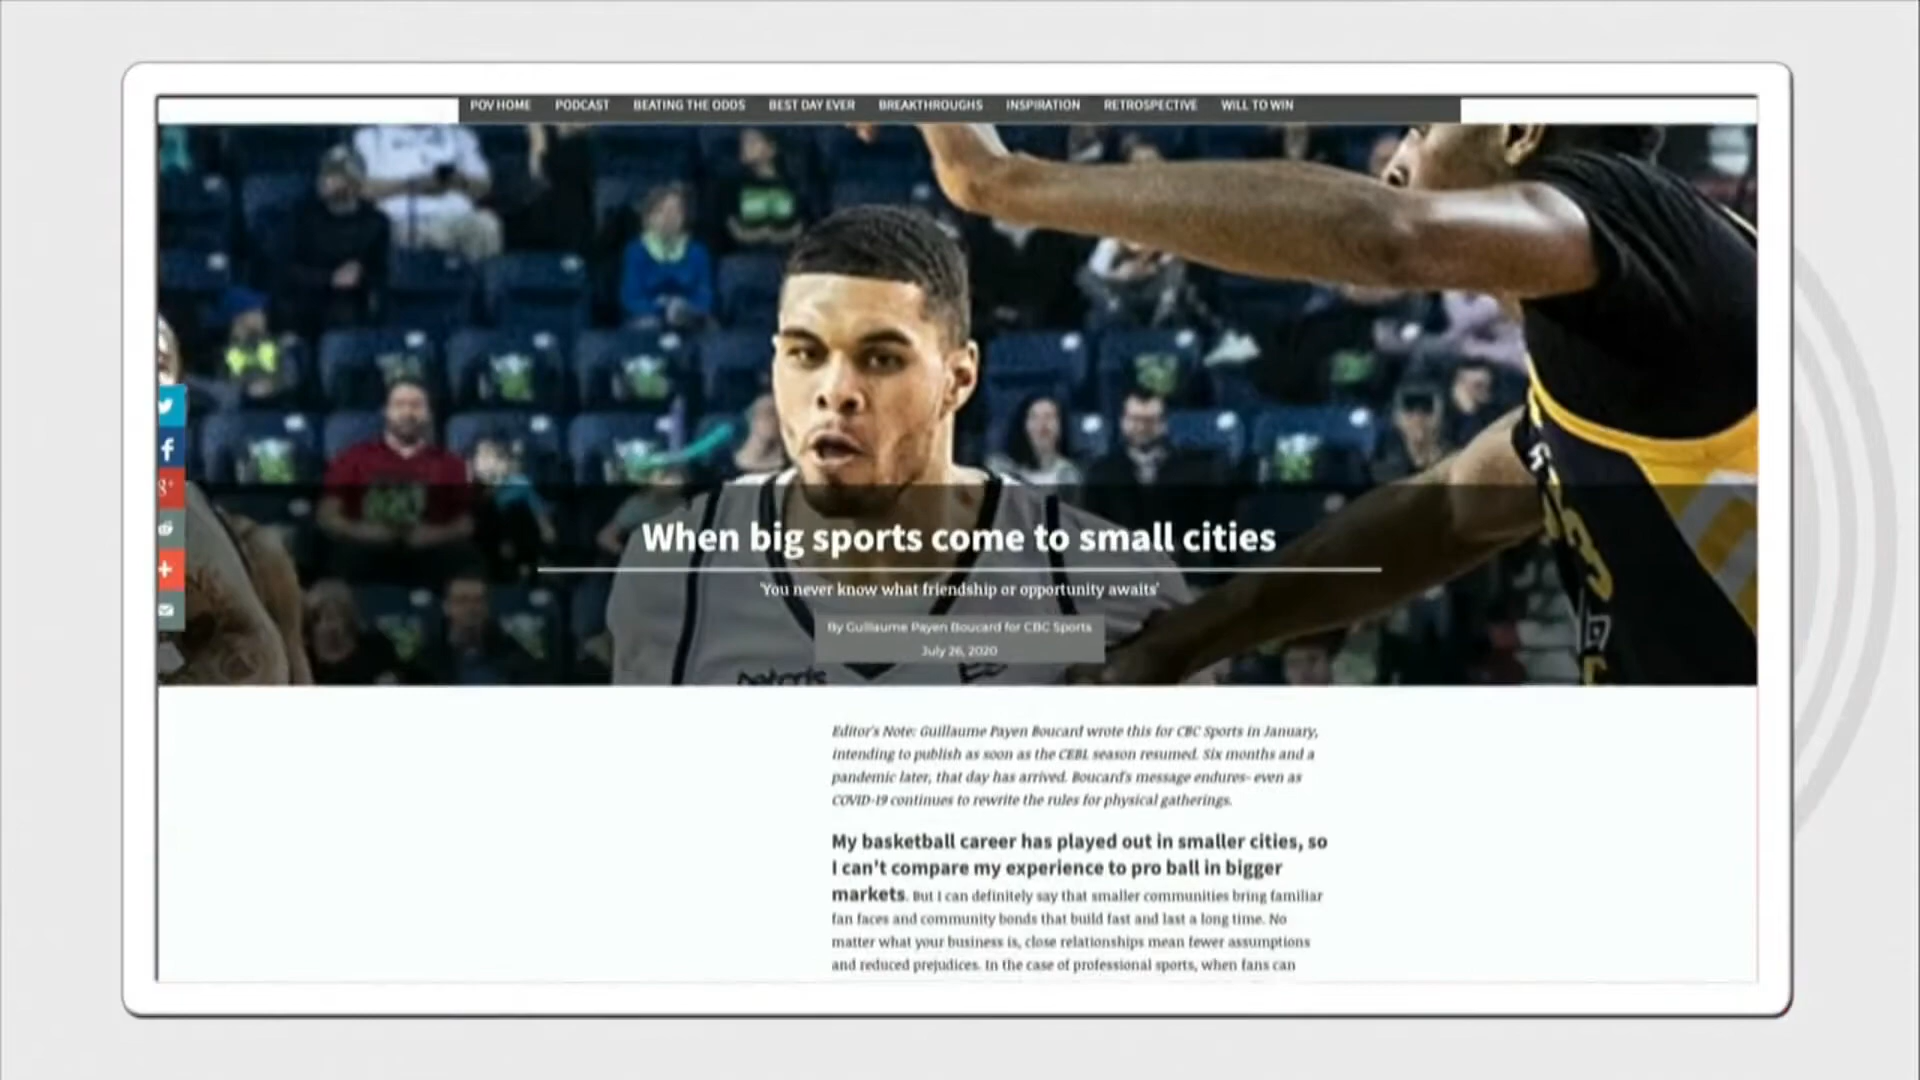 POV HOME PODCAST BEATING THE ODDS BEST DAY EVER BREAKTHROUGHS INSPIRATION RETROSPECTIVE WILL TO WIN
When big sports come to small cities
'You never know what friendship or opportunity awaits'
By Guillaume Payen Boucard for CBC Sports
July 26, 2020
Editor's Note: Guillaume Payen Boucard wrote this for CBC Sports in January,
intending to publish as soon as the CEBL season resumed. Six months and a
pandemic later, that day has arrived. Boucard's message endures- even as
COVID-19 continues to rewrite the rules for physical gatherings.
My basketball career has played out in smaller cities, so
I can't compare my experience to pro ball in bigger
markets. But I can definitely say that smaller communities bring familiar
fan faces and community bonds that build fast and last a long time. No
matter what your business is, close relationships mean fewer assumptions
and reduced prejudices. In the case of professional sports, when fans can